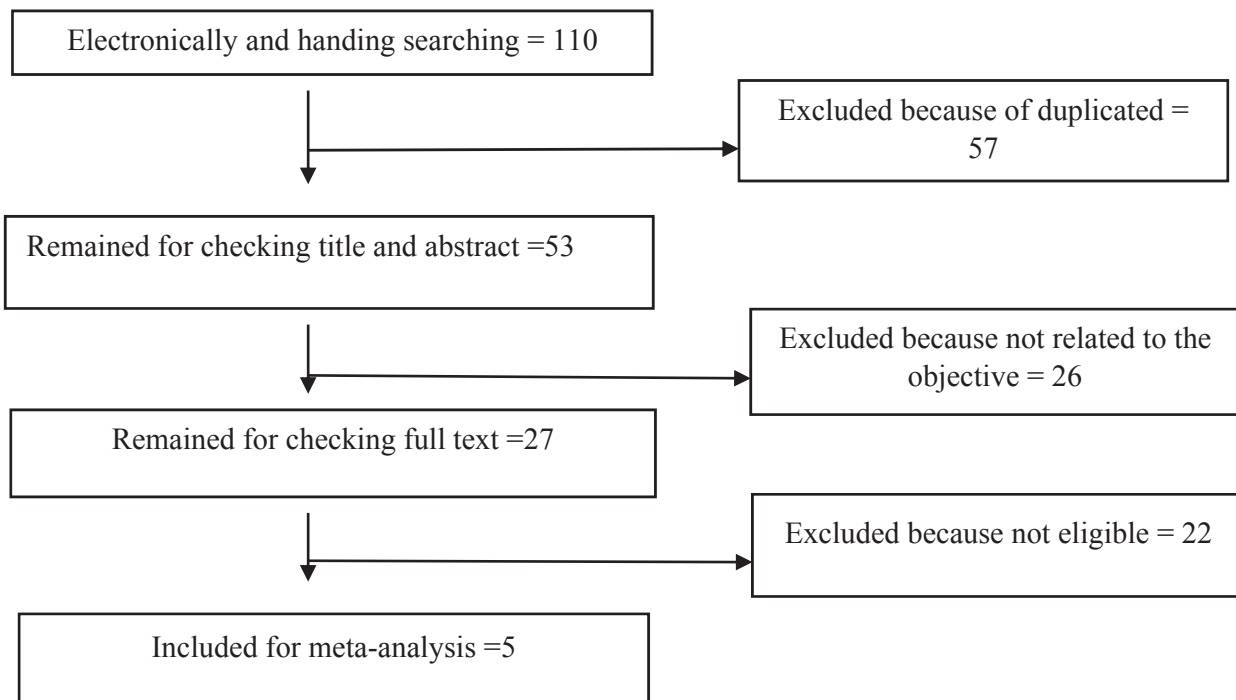 Electronically and handing searching = 110
Excluded because of duplicated =
57
Remained for checking title and abstract =53
Excluded because not related to the
objective = 26
Remained for checking full text =27
Excluded because not eligible = 22
Included for meta-analysis =5